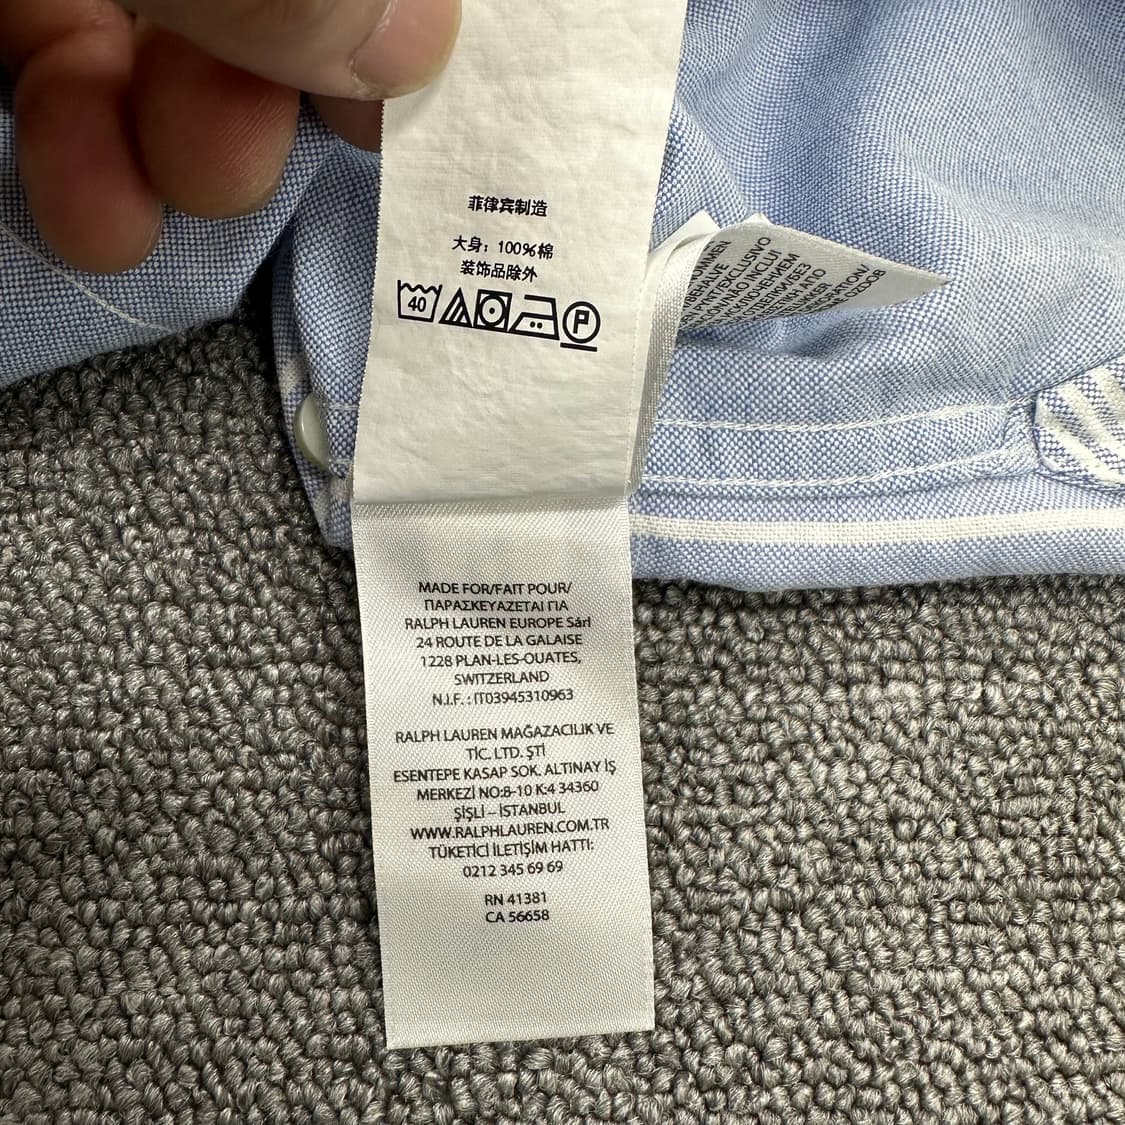 菲律宾制造
大身：100%棉
装饰品除外
40
P
MADE FOR/FAIT POUR/
ΠΑΡΑΣΚΕΥΑΖΕΤΑΙ ΓΙΑ
RALPH LAUREN EUROPE Sárl
24 ROUTE DE LA GALAISE
1228 PLAN-LES-OUATES,
SWITZERLAND
N.I.F. : IT03945310963
RALPH LAUREN MAĞAZACILIK VE
TİC. LTD. ŞTİ
ESENTEPE KASAP SOK. ALTINAY İŞ
MERKEZİ NO:8-10 K:4 34360
ŞİŞLİ – İSTANBUL
WWW.RALPHLAUREN.COM.TR
TÜKETİCİ İLETİŞİM HATTI:
0212 345 69 69
RN 41381
CA 56658